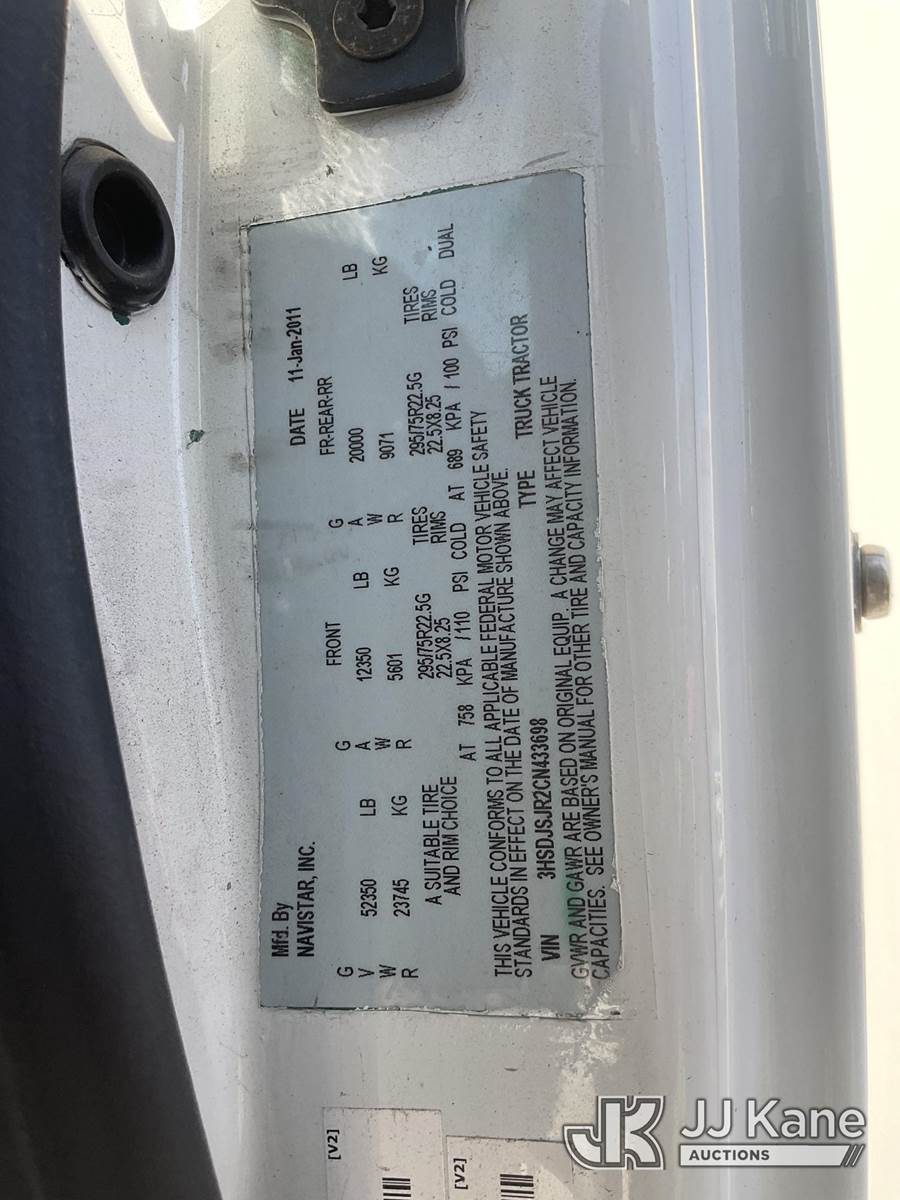 Mfd. By
NAVISTAR, INC.
DATE 11-Jan-2011
FRONT FR-REAR-RR
G V W R 52350 LB 23745 KG
G A W R 12350 LB 5601 KG
G A W R 20000 LB 9071 KG
A SUITABLE TIRE AND RIM CHOICE
295/75R22.5G TIRES 295/75R22.5G TIRES
22.5X8.25 RIMS 22.5X8.25 RIMS
AT 758 KPA / 110 PSI COLD AT 689 KPA / 100 PSI COLD DUAL
THIS VEHICLE CONFORMS TO ALL APPLICABLE FEDERAL MOTOR VEHICLE SAFETY
STANDARDS IN EFFECT ON THE DATE OF MANUFACTURE SHOWN ABOVE.
VIN 3HSDJSJR2CN433698 TYPE TRUCK TRACTOR
GVWR AND GAWR ARE BASED ON ORIGINAL EQUIP. A CHANGE MAY AFFECT VEHICLE
CAPACITIES. SEE OWNER'S MANUAL FOR OTHER TIRE AND CAPACITY INFORMATION.
[V2]
[V2]
JK JJ Kane
AUCTIONS